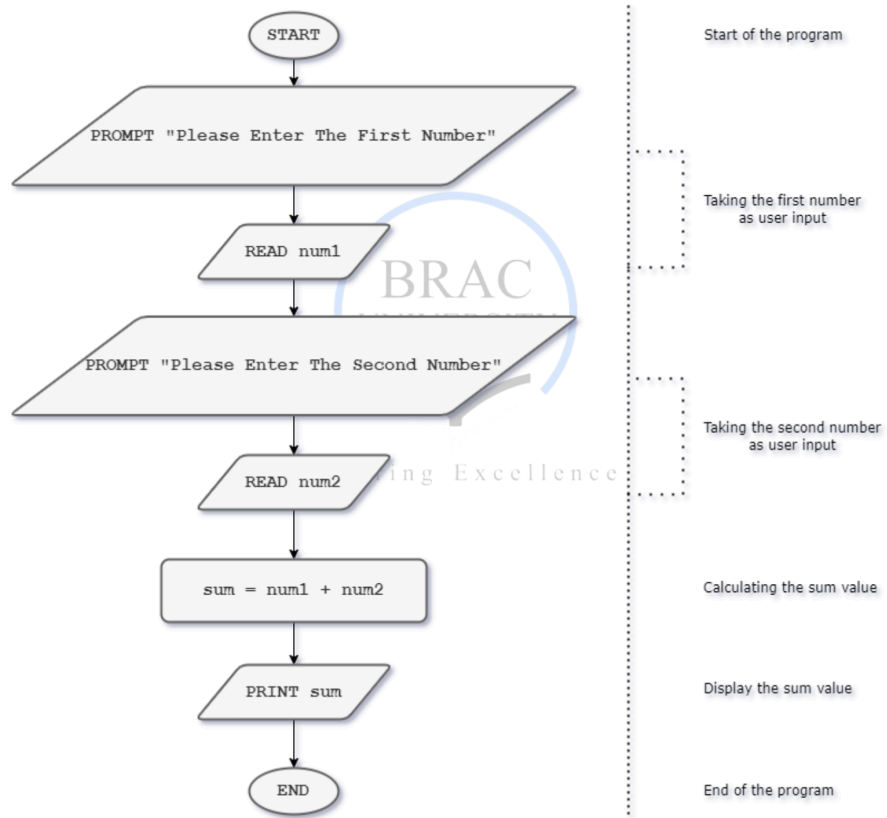 START
Start of the program
PROMPT "Please Enter The First Number"
Taking the first number
as user input
READ num1
BRAC
PROMPT "Please Enter The Second Number"
Taking the second number
as user input
READ num2
Excellence
sum = num1 + num2
Calculating the sum value
PRINT sum
Display the sum value
END
End of the program